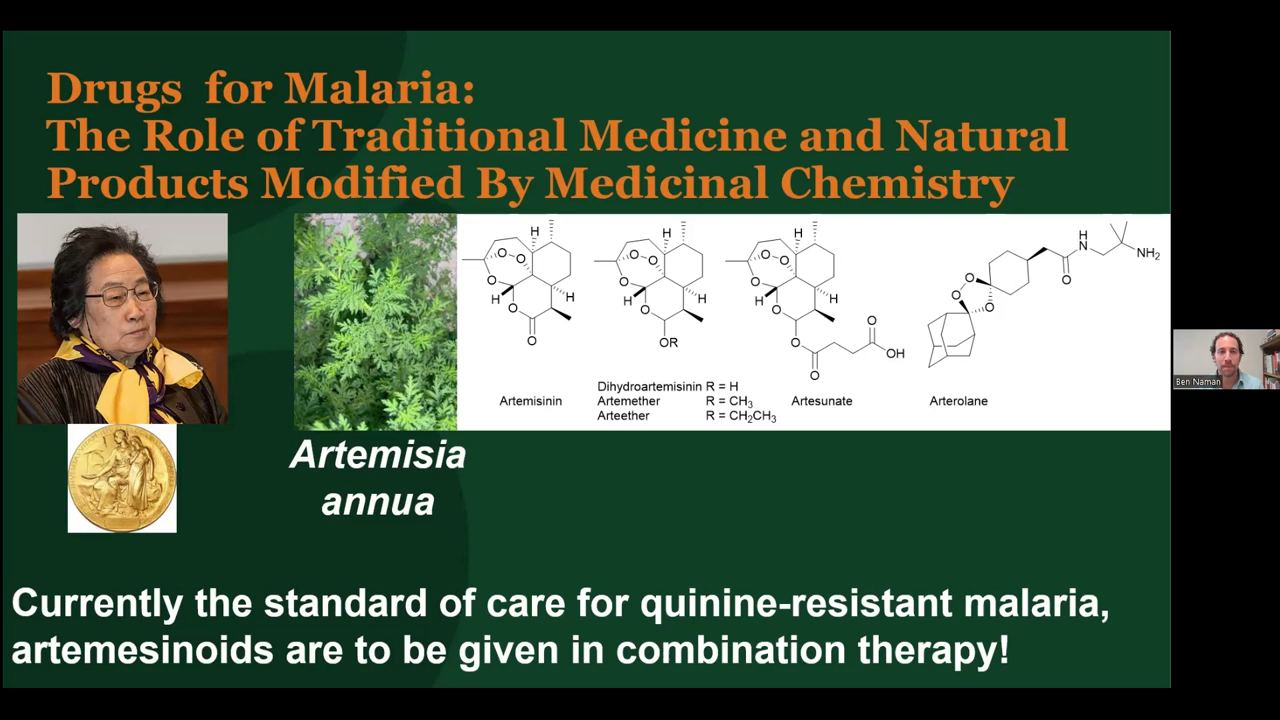 Drugs for Malaria:
The Role of Traditional Medicine and Natural
Products Modified By Medicinal Chemistry
H
O
O
O
H
H
O
O
H
O
O
O
H
H
OR
H
O
O
O
H
H
O
O
O
OH
O
O
O
H
N
O
NH₂
Artemisinin
Dihydroartemisinin R = H
Artemether R = CH₃
Arteether R = CH₂CH₃
Artesunate
Arterolane
Ben Naman
Artemisia
annua
Currently the standard of care for quinine-resistant malaria,
artemesinoids are to be given in combination therapy!